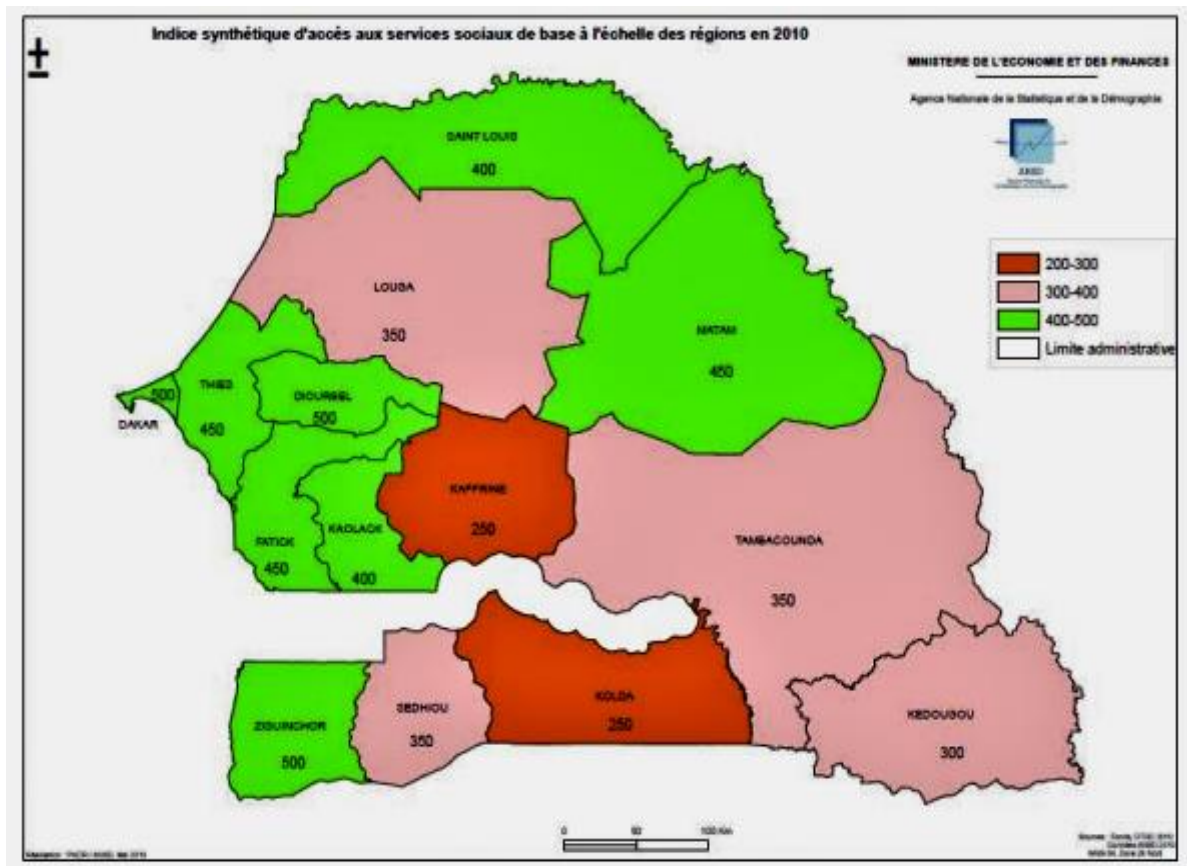 Indice synthétique d'accès aux services sociaux de base à l'échelle des régions en 2010
MINISTERE DE L'ECONOMIE ET DES FINANCES
Agence Nationale de la Statistique et de la Démographie
ANSD
200-300
300-400
400-500
Limite administrative
SAINT LOUIS
400
LOUGA
350
MATAM
450
THIES
450
DIOURBEL
500
500
DAKAR
KAFFRINE
250
FATICK
450
KAOLACK
400
TAMBACOUNDA
350
ZIGUINCHOR
500
SEDHIOU
350
KOLDA
250
KEDOUGOU
300
0 50 100 Km